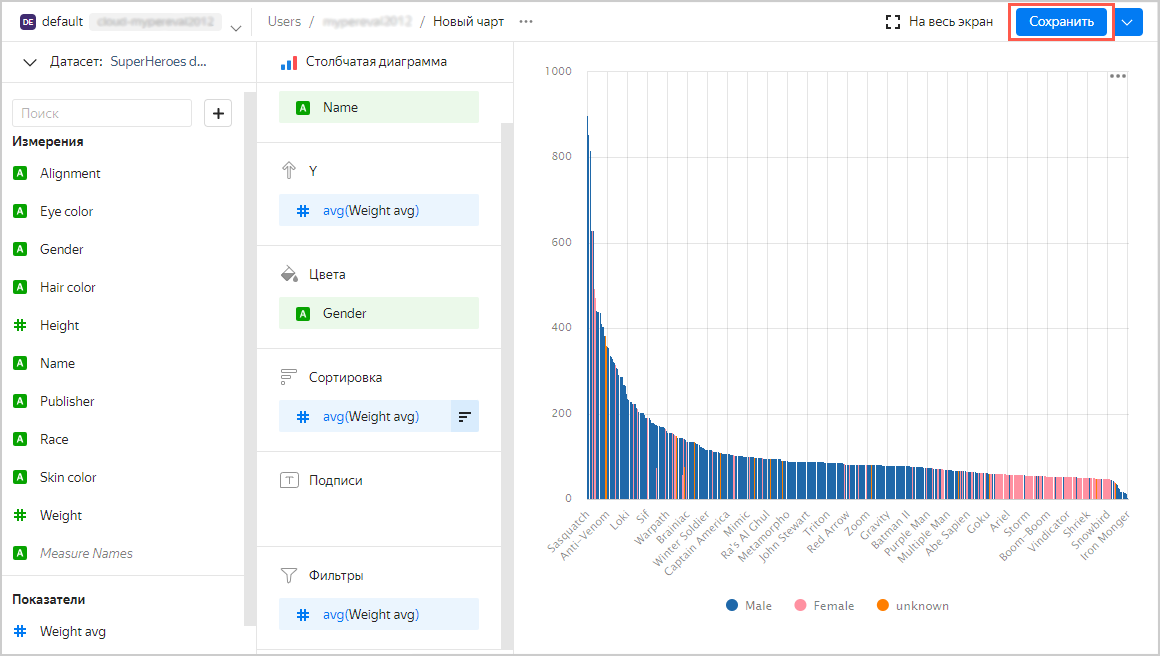 DE default
Users / / Новый чарт ...
На весь экран
Сохранить
Датасет: SuperHeroes d...
Поиск
+
Измерения
A Alignment
A Eye color
A Gender
A Hair color
# Height
A Name
A Publisher
A Race
A Skin color
# Weight
A Measure Names
Показатели
# Weight avg
Столбчатая диаграмма
A Name
Y
# avg(Weight avg)
Цвета
A Gender
Сортировка
# avg(Weight avg)
T Подписи
Фильтры
# avg(Weight avg)
1000
800
600
400
200
0
Sasquatch
Anti-Venom
Loki
Sif
Warpath
Brainiac
Winter Soldier
Captain America
Mimic
Ra's Al Ghul
Metamorpho
John Stewart
Triton
Red Arrow
Zoom
Gravity
Batman II
Purple Man
Multiple Man
Abe Sapien
Goku
Ariel
Storm
Boom-Boom
Vindicator
Shriek
Snowbird
Iron Monger
Male
Female
unknown